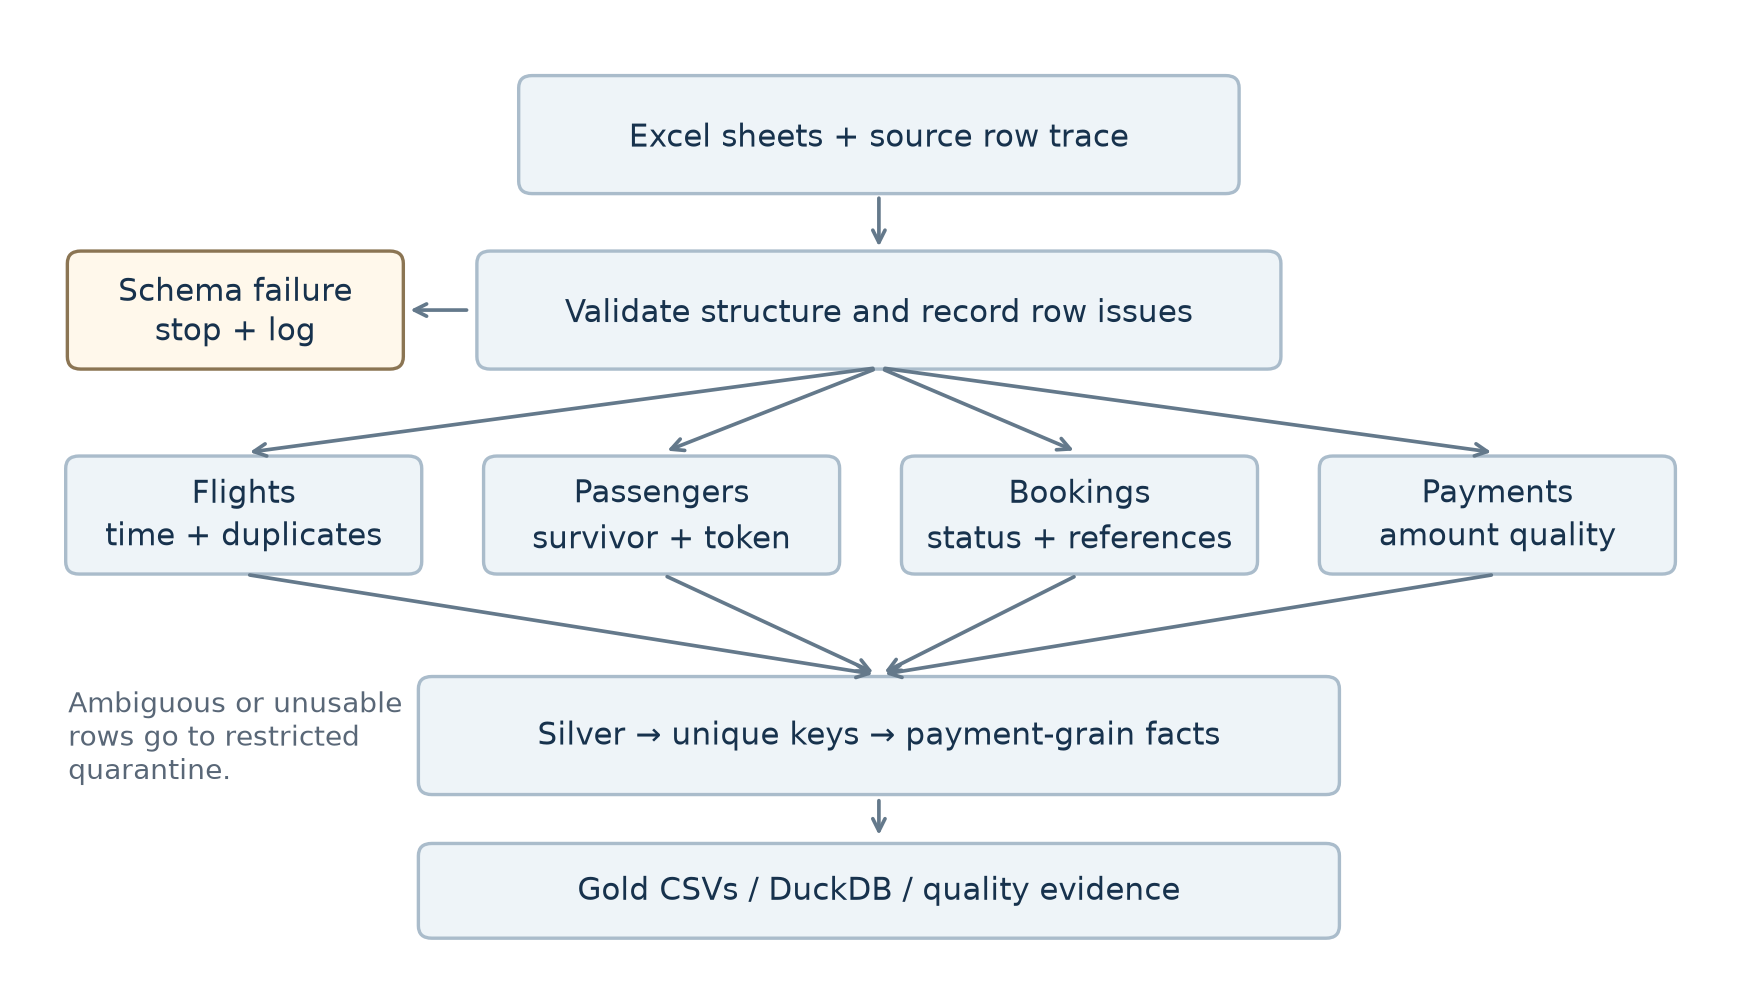 Excel sheets + source row trace
Schema failure
stop + log
Validate structure and record row issues
Flights
time + duplicates
Passengers
survivor + token
Bookings
status + references
Payments
amount quality
Ambiguous or unusable
rows go to restricted
quarantine.
Silver → unique keys → payment-grain facts
Gold CSVs / DuckDB / quality evidence